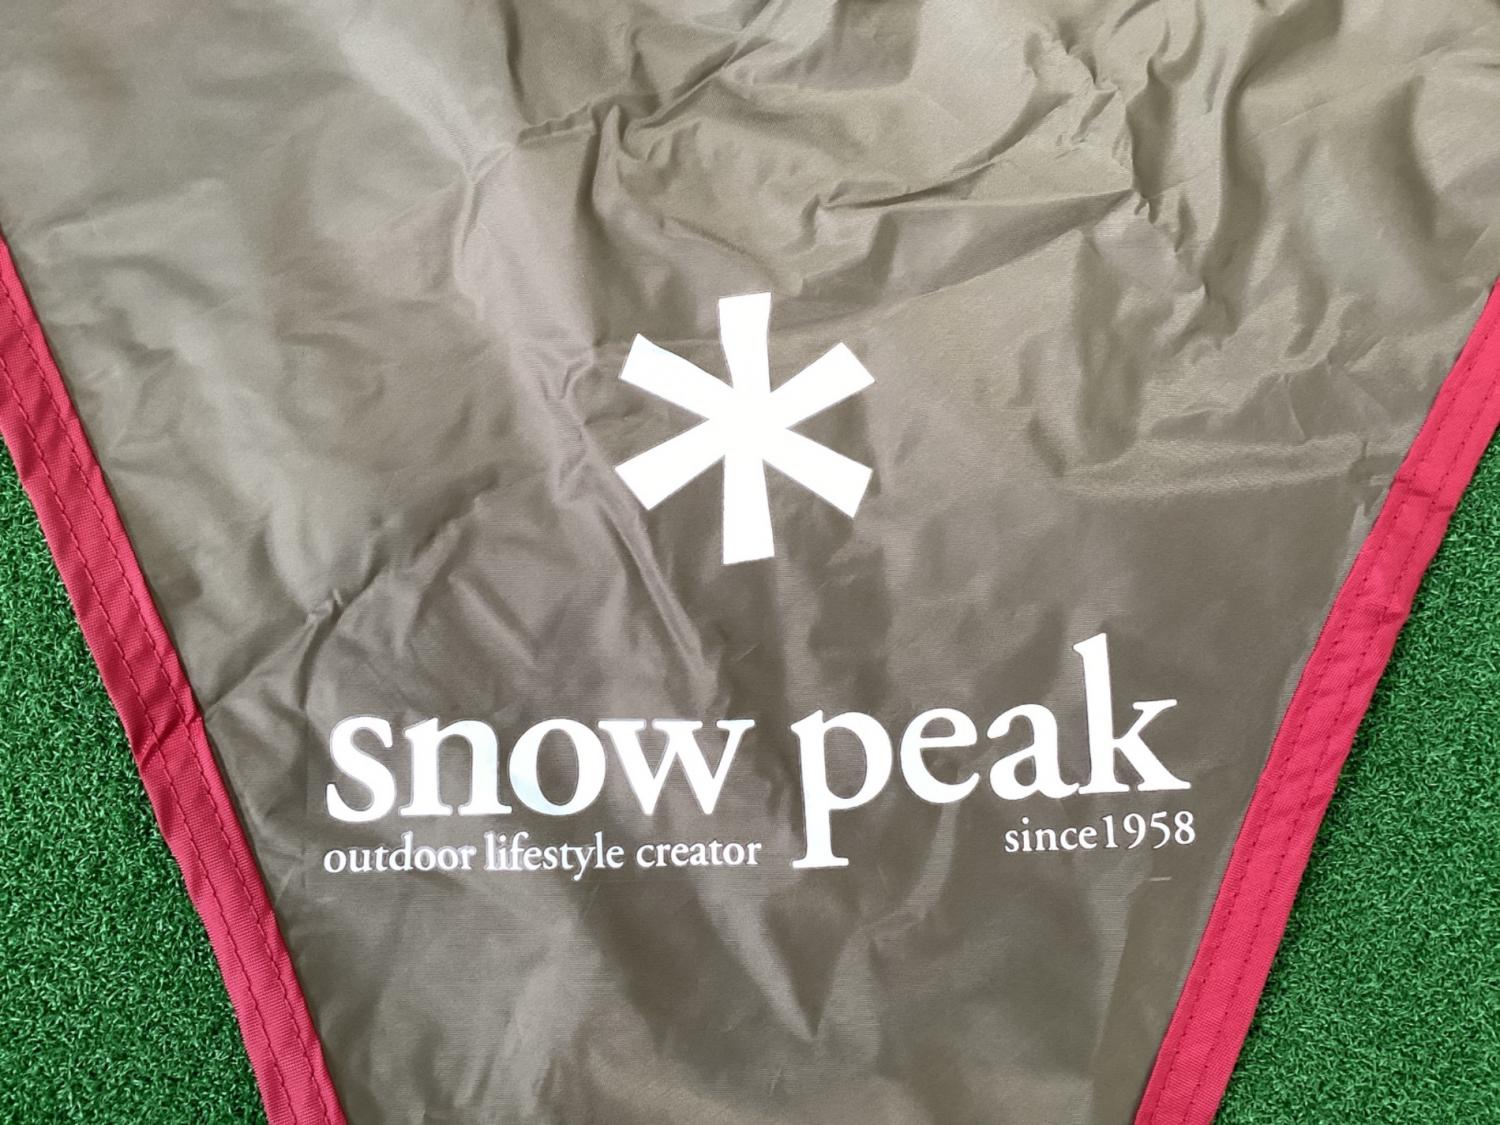 snow peak
outdoor lifestyle creator
since1958